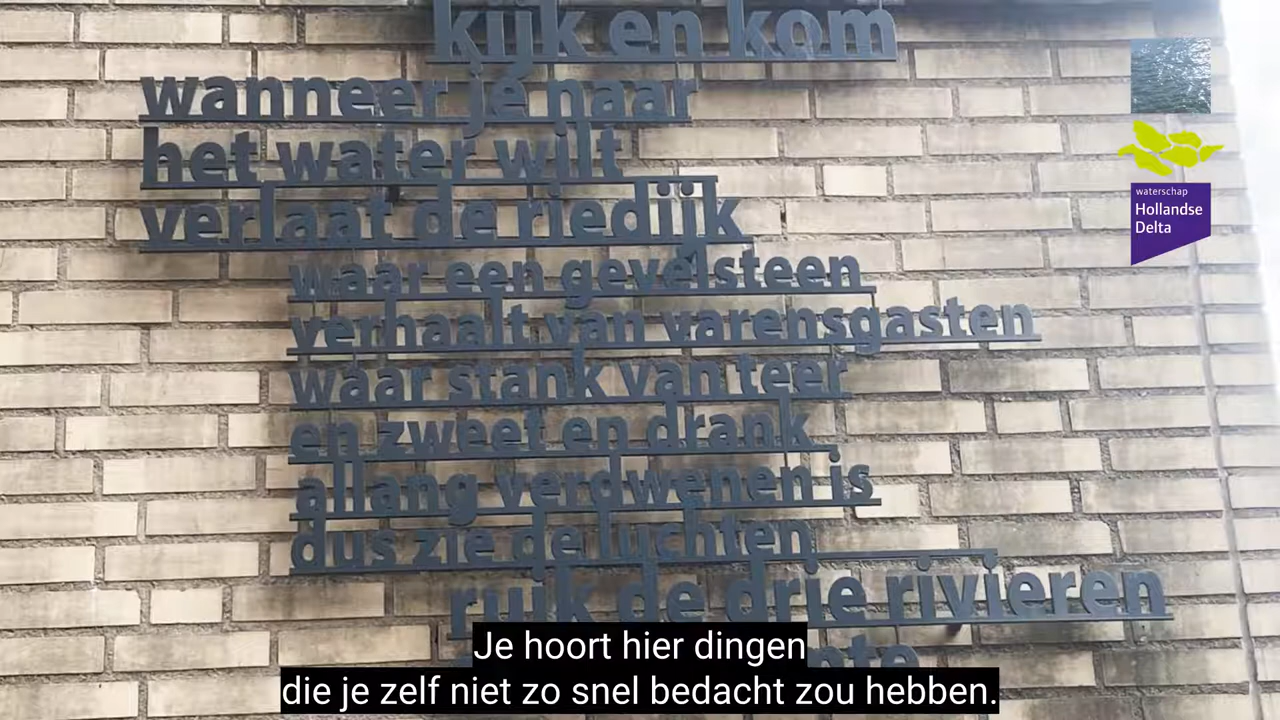 kijk en kom
wanneer je naar
het water wilt
verlaat de riedijk
waar een gevelsteen
verhaalt van varensgasten
waar stank van teer
en zweet en drank
allang verdwenen is
dus zie de luchten
ruik de drie rivieren
waterschap
Hollandse
Delta
Je hoort hier dingen
die je zelf niet zo snel bedacht zou hebben.